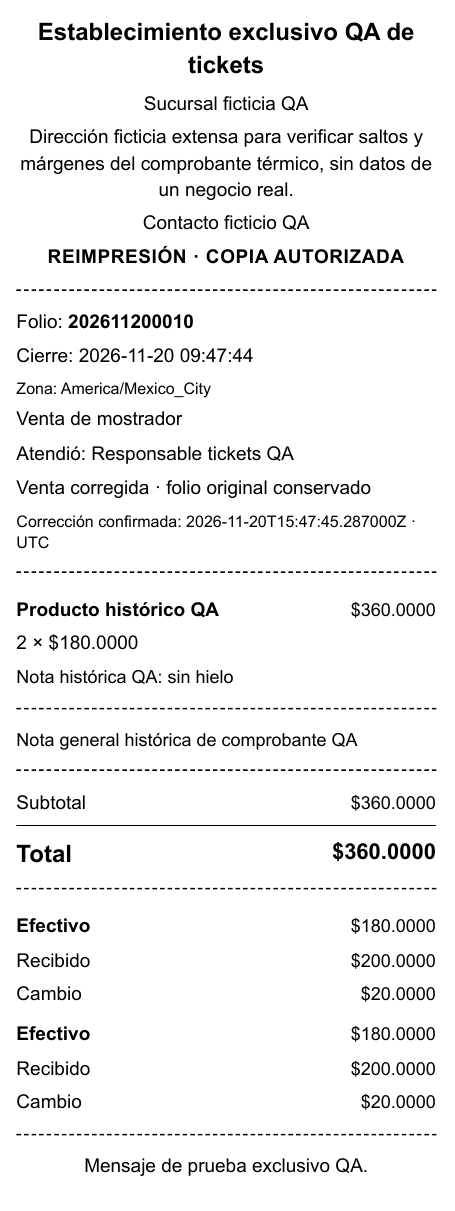 Establecimiento exclusivo QA de
tickets
Sucursal ficticia QA
Dirección ficticia extensa para verificar saltos y
márgenes del comprobante térmico, sin datos de
un negocio real.
Contacto ficticio QA
REIMPRESIÓN · COPIA AUTORIZADA
Folio: 202611200010
Cierre: 2026-11-20 09:47:44
Zona: America/Mexico_City
Venta de mostrador
Atendió: Responsable tickets QA
Venta corregida · folio original conservado
Corrección confirmada: 2026-11-20T15:47:45.287000Z ·
UTC
Producto histórico QA $360.0000
2 × $180.0000
Nota histórica QA: sin hielo
Nota general histórica de comprobante QA
Subtotal $360.0000
Total $360.0000
Efectivo $180.0000
Recibido $200.0000
Cambio $20.0000
Efectivo $180.0000
Recibido $200.0000
Cambio $20.0000
Mensaje de prueba exclusivo QA.